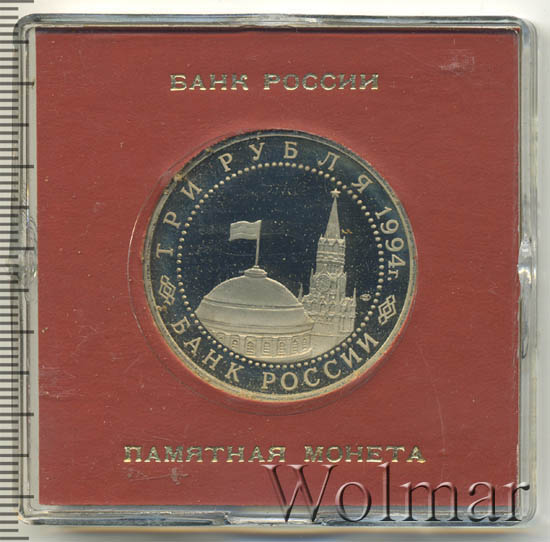 БАНК РОССИИ
ТРИ РУБЛЯ 1994г.
БАНК РОССИИ
ПАМЯТНАЯ МОНЕТА
Wolmar